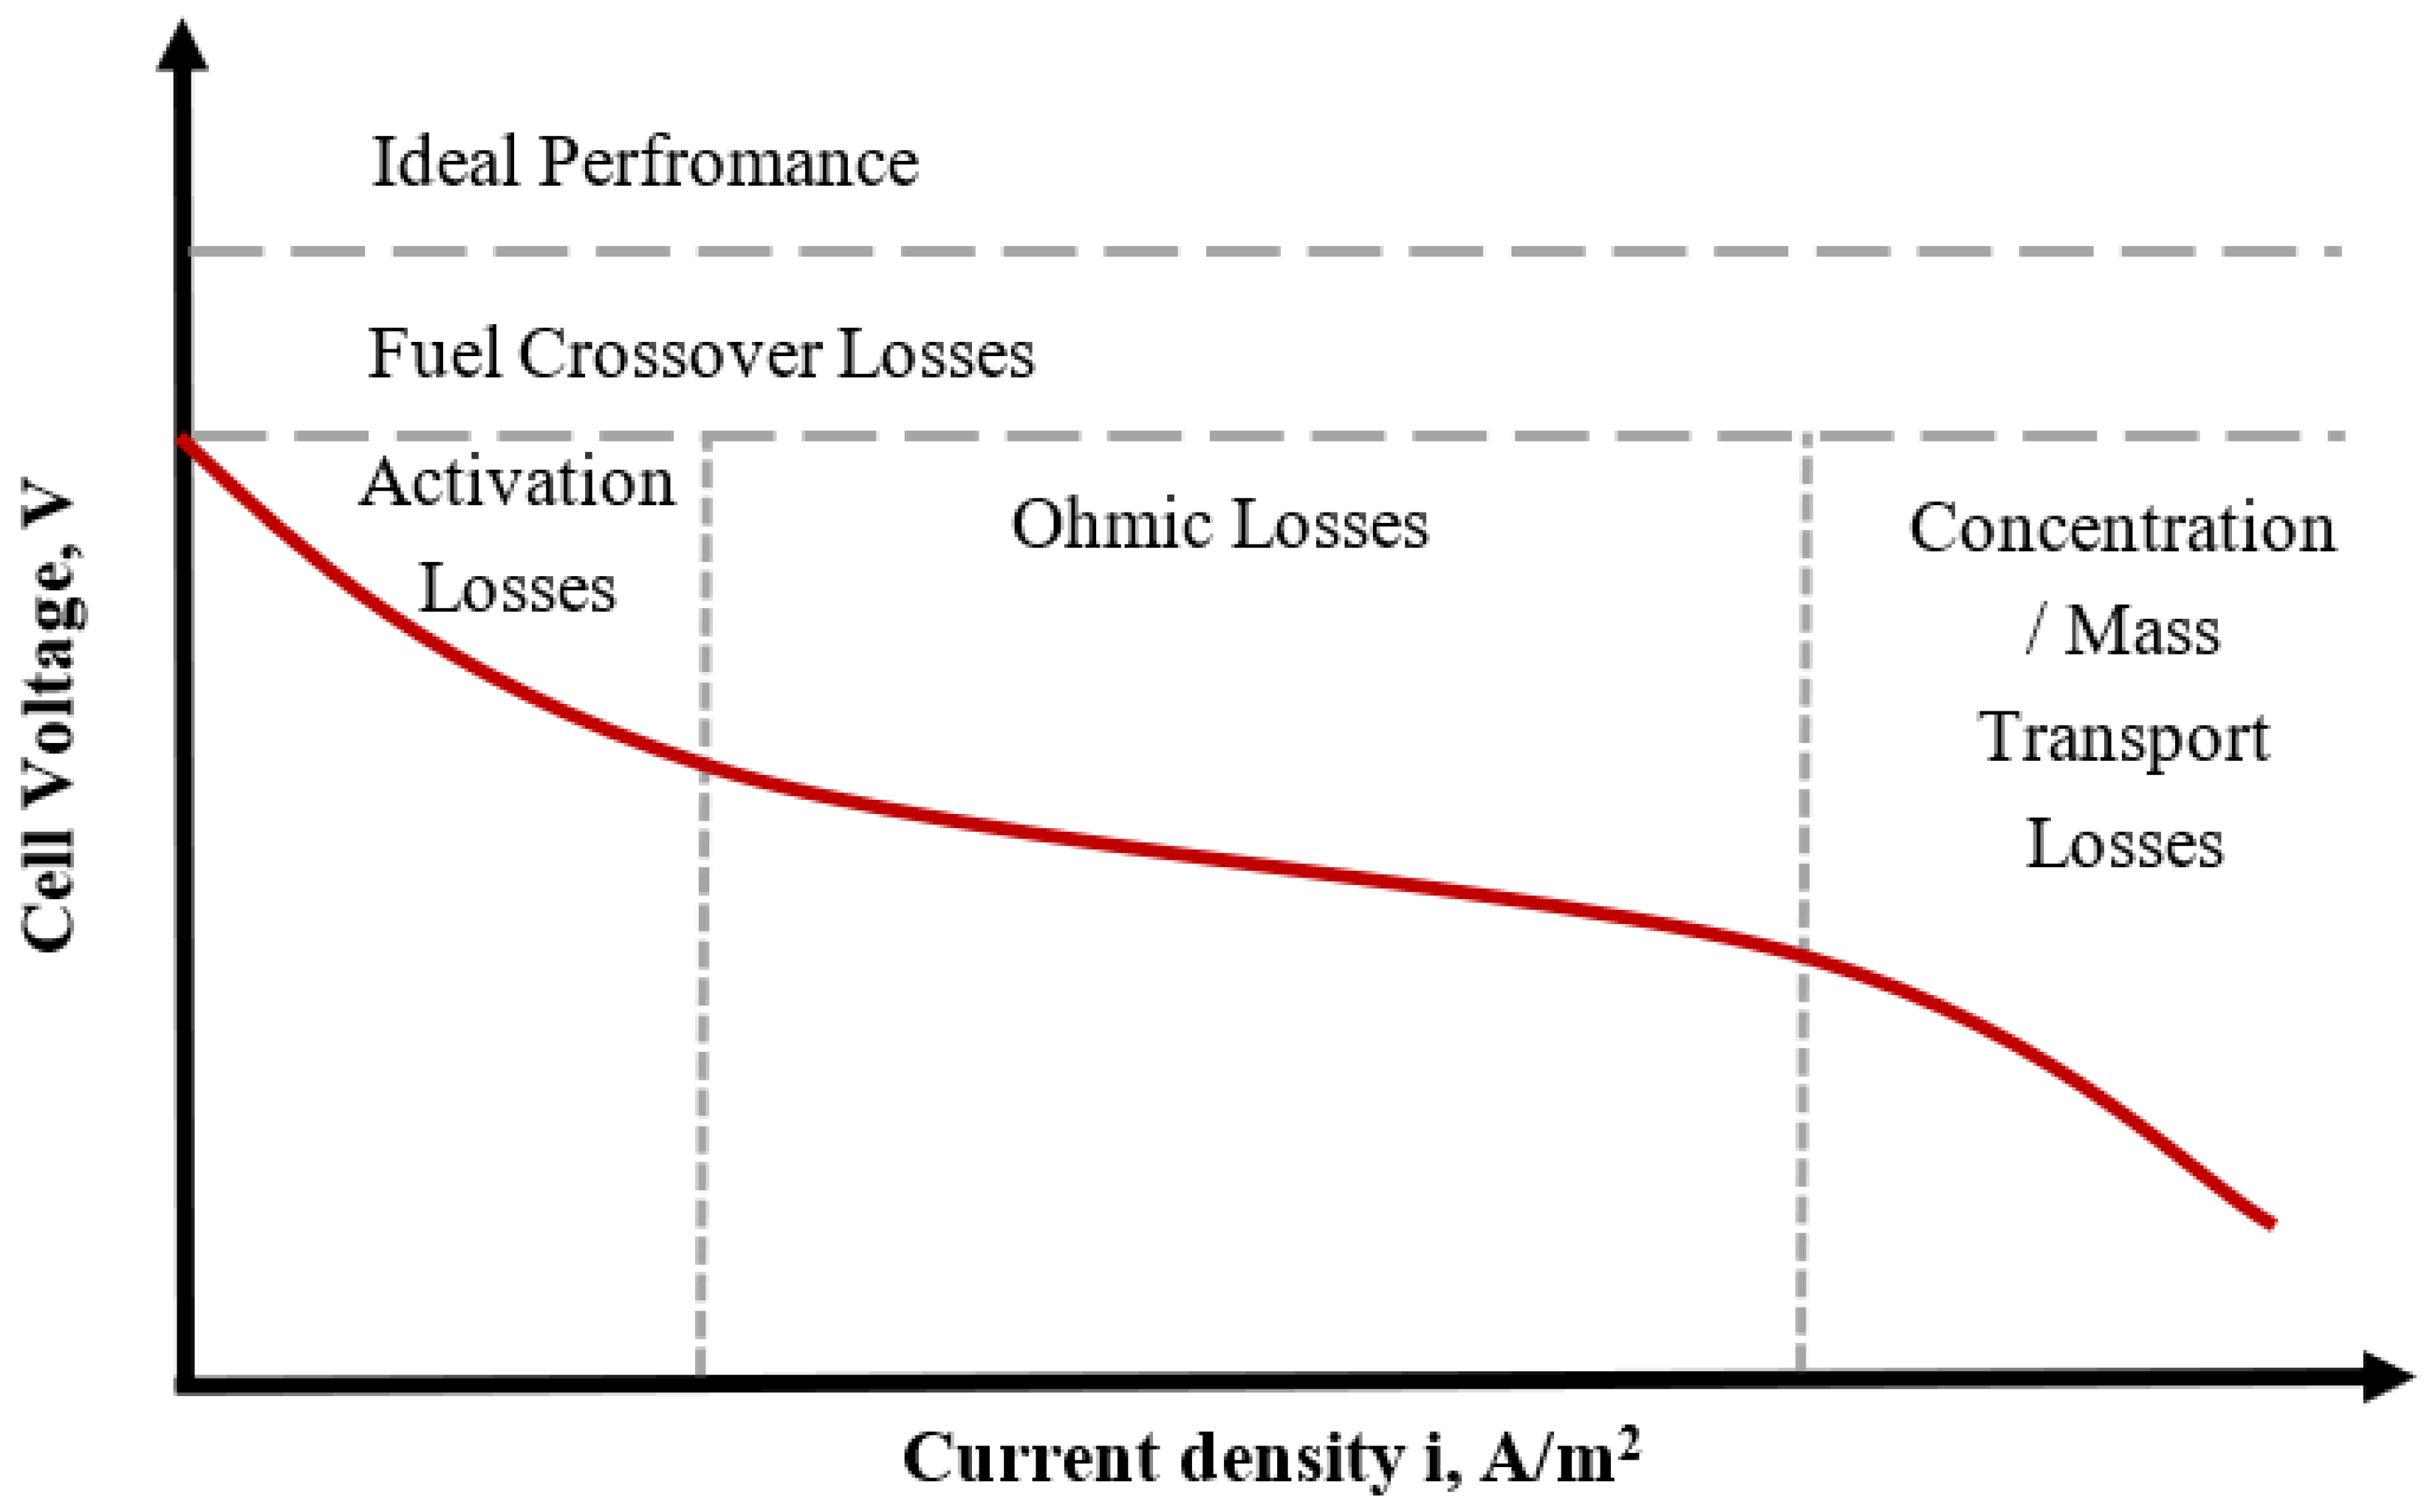 Ideal Perfromance
Fuel Crossover Losses
Activation
Losses
Ohmic Losses
Concentration
/ Mass
Transport
Losses
Cell Voltage, V
Current density i, A/m²